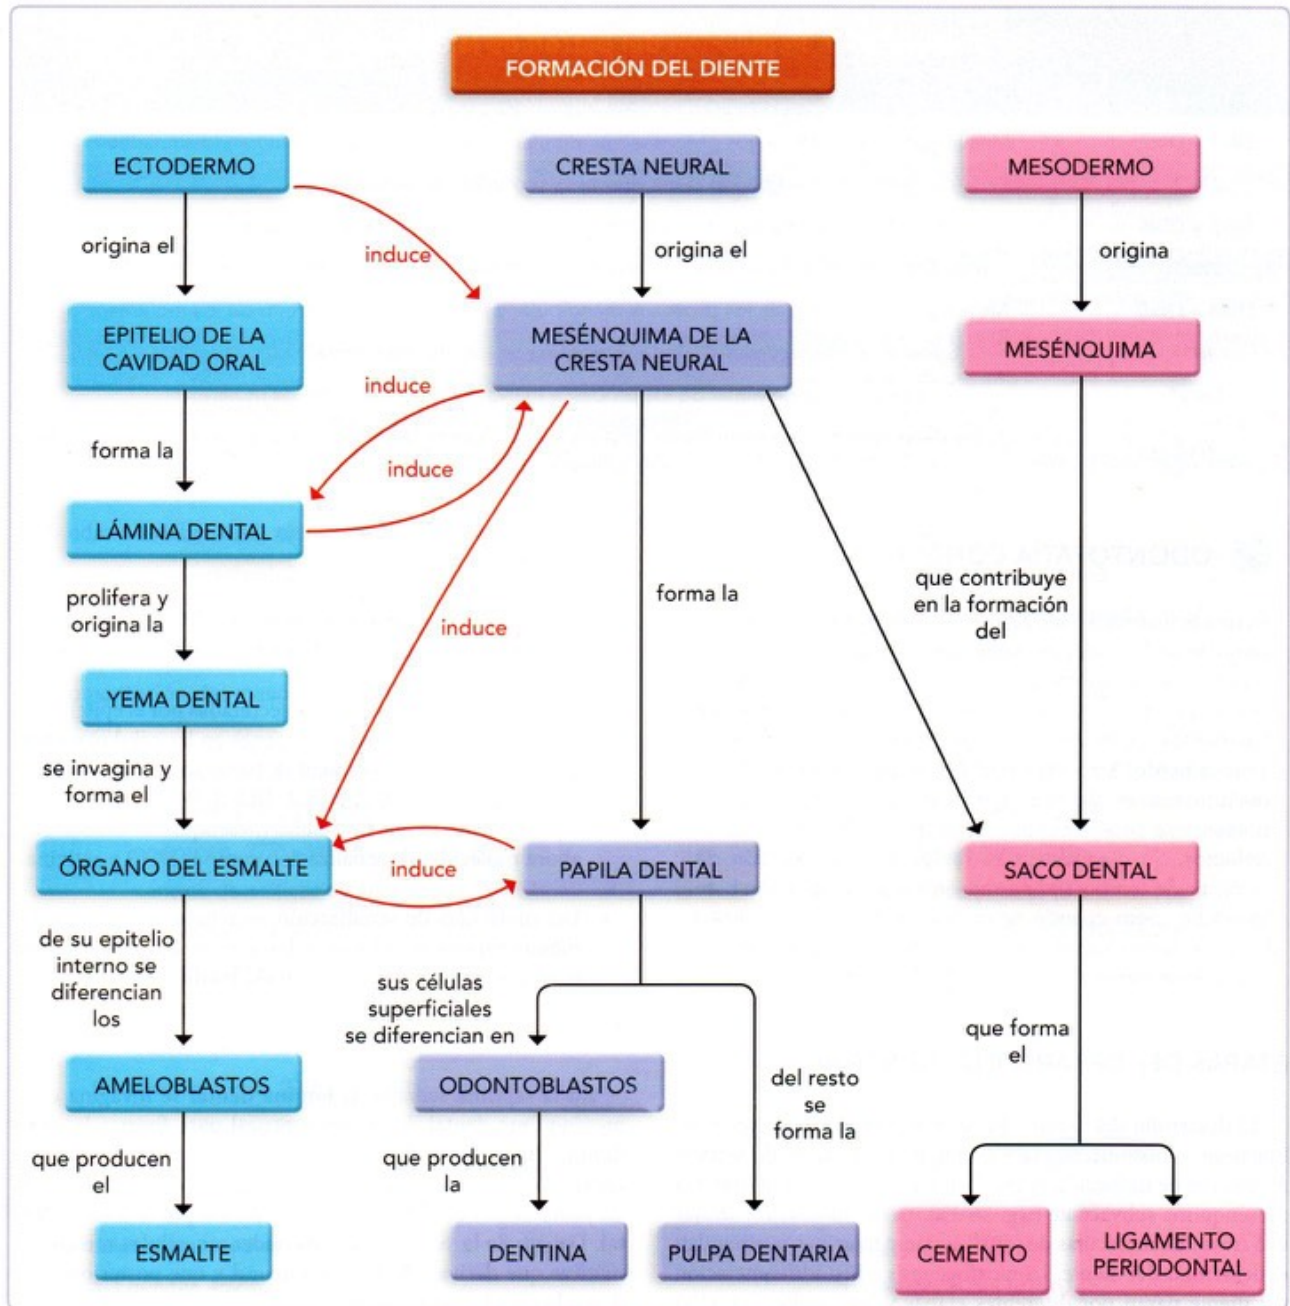 FORMACIÓN DEL DIENTE
ECTODERMO
CRESTA NEURAL
MESODERMO
origina el
induce
origina el
origina
EPITELIO DE LA
CAVIDAD ORAL
MESÉNQUIMA DE LA
CRESTA NEURAL
MESÉNQUIMA
induce
forma la
induce
LÁMINA DENTAL
prolifera y
origina la
induce
forma la
que contribuye
en la formación
del
YEMA DENTAL
se invagina y
forma el
ÓRGANO DEL ESMALTE
induce
PAPILA DENTAL
SACO DENTAL
de su epitelio
interno se
diferencian
los
sus células
superficiales
se diferencian en
que forma
el
AMELOBLASTOS
ODONTOBLASTOS
del resto
se
forma la
que producen
el
que producen
la
ESMALTE
DENTINA
PULPA DENTARIA
CEMENTO
LIGAMENTO
PERIODONTAL